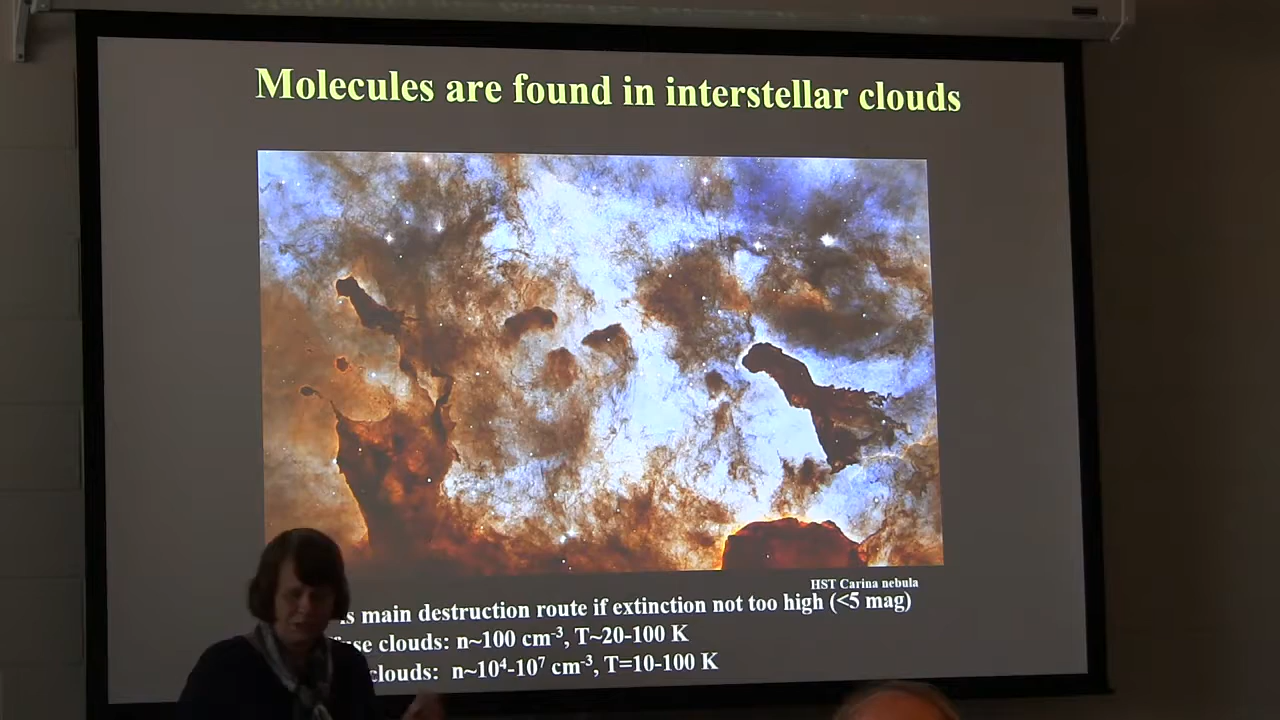 Molecules are found in interstellar clouds
HST Carina nebula
is main destruction route if extinction not too high (<5 mag)
clouds: n~100 cm⁻³, T~20-100 K
clouds: n~10⁴-10⁷ cm⁻³, T=10-100 K